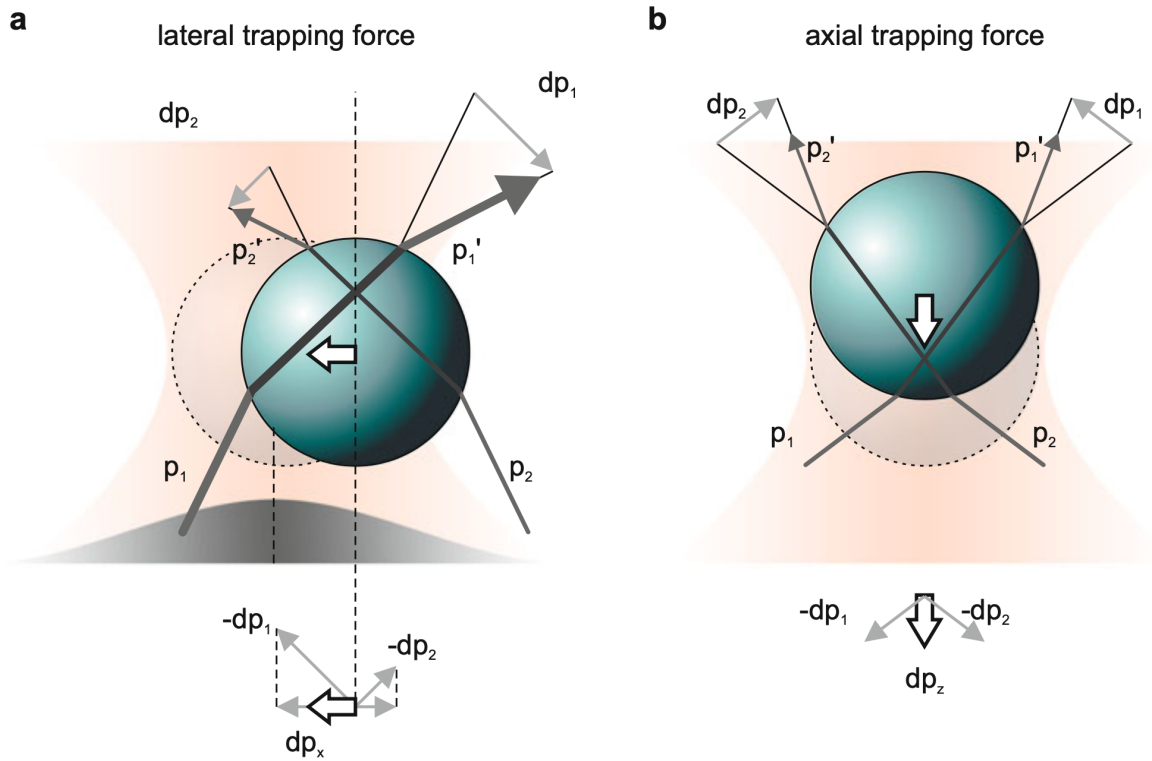 a
lateral trapping force
dp₂
dp₁
p₂'
p₁'
p₁
p₂
-dp₁
-dp₂
dpₓ
b
axial trapping force
dp₂
dp₁
p₂'
p₁'
p₁
p₂
-dp₁
-dp₂
dp_z